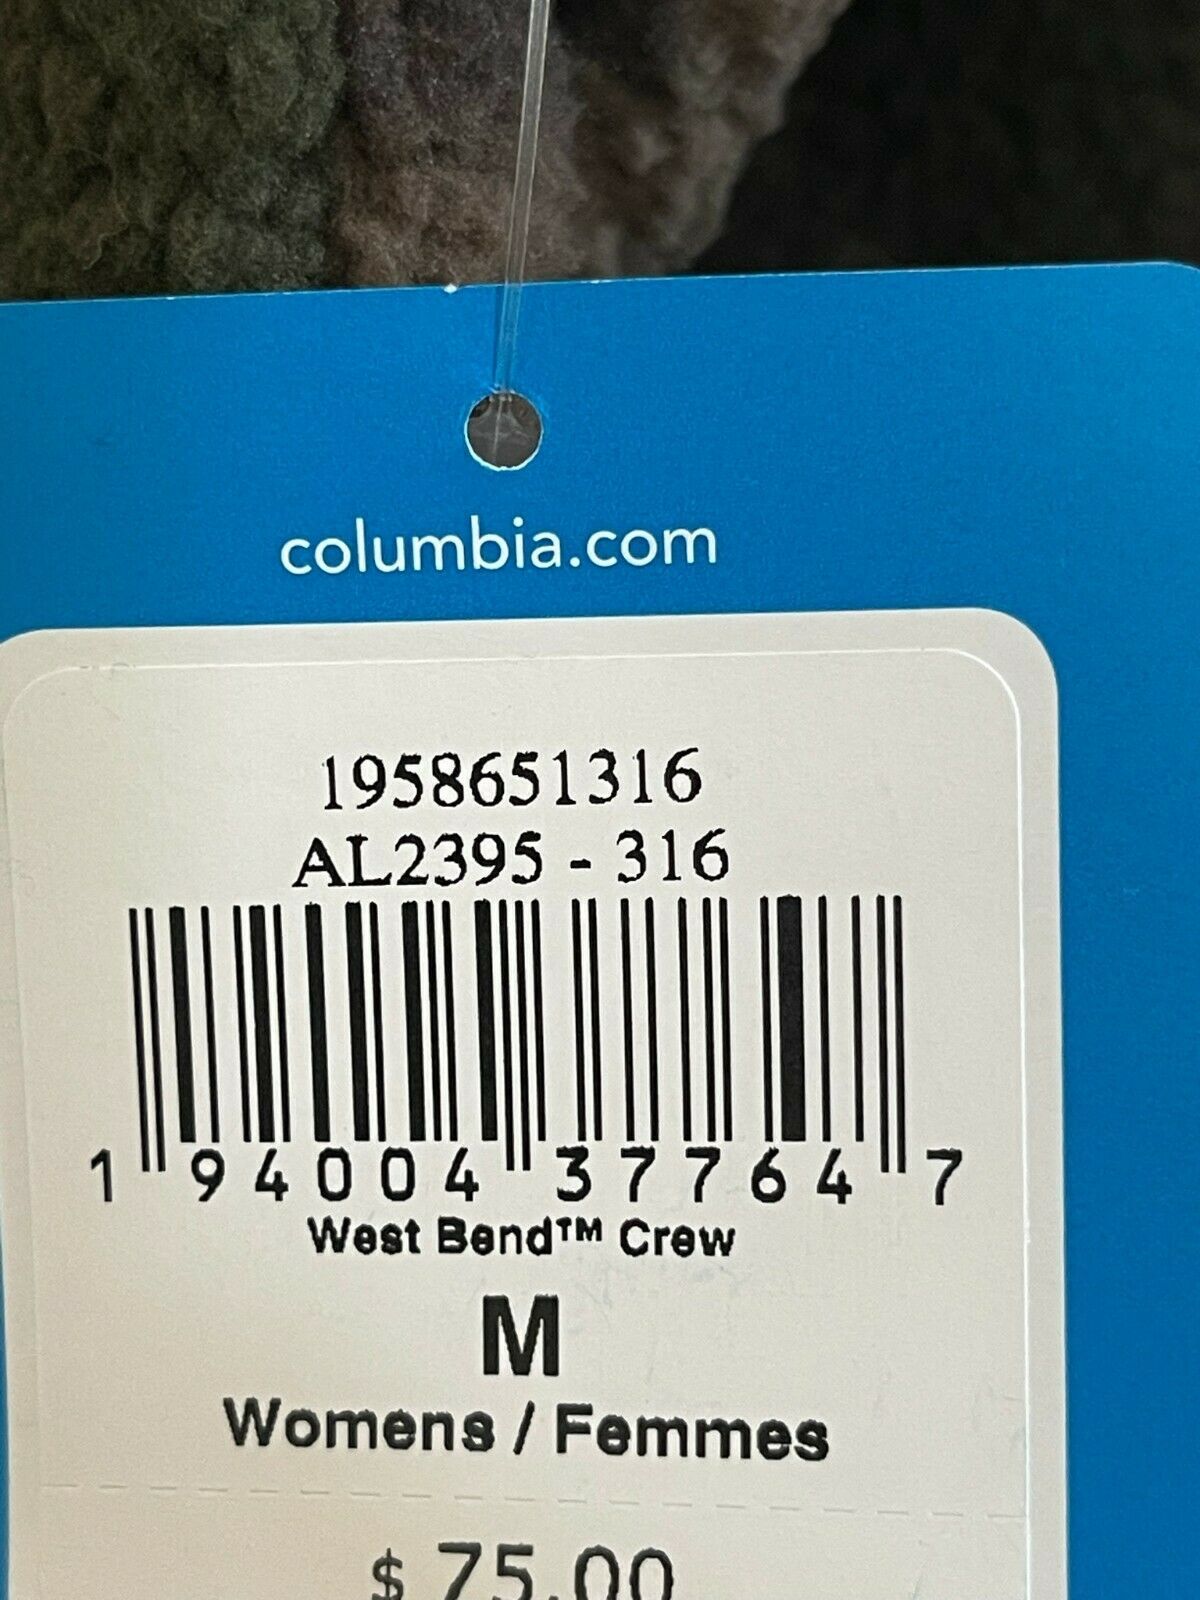 columbia.com
1958651316
AL2395 - 316
1 94004 37764 7
West Bend™ Crew
M
Womens / Femmes
$ 75.00